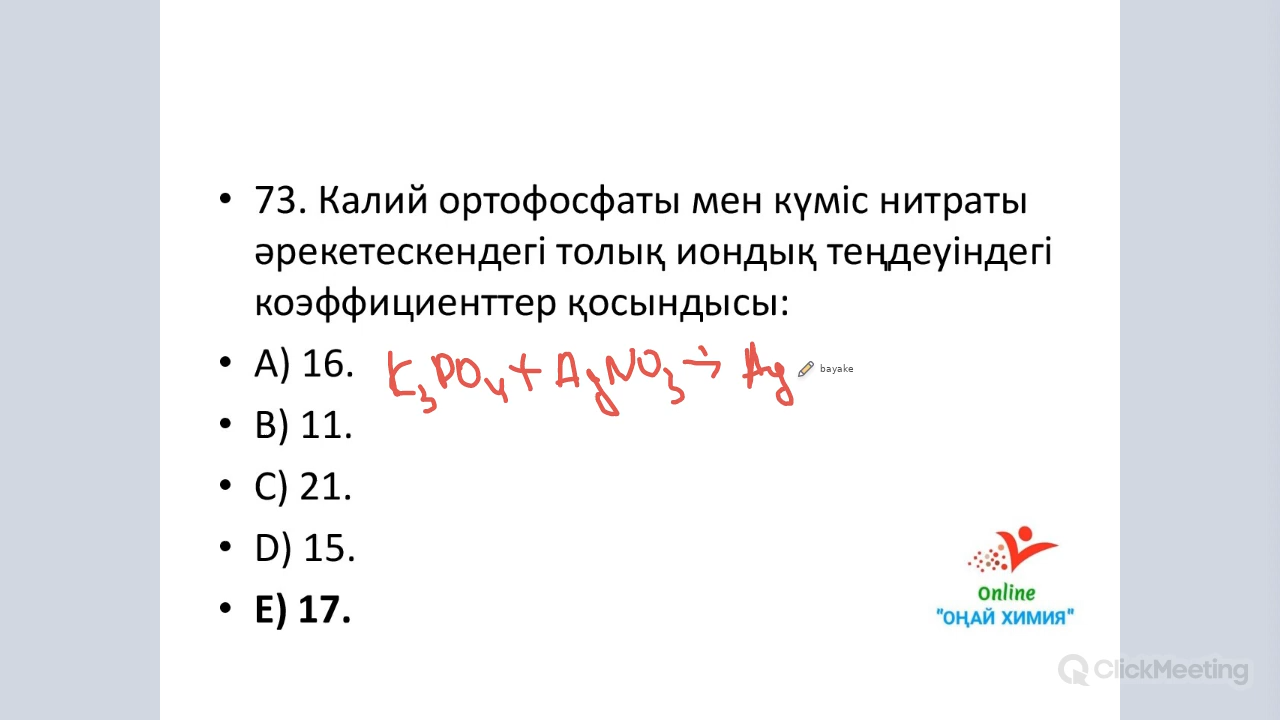 • 73. Калий ортофосфаты мен күміс нитраты
әрекетескендегі толық иондық теңдеуіндегі
коэффициенттер қосындысы:
• A) 16.
K₃PO₄ + AgNO₃ → Ag
bayake
• B) 11.
• C) 21.
• D) 15.
• E) 17.
Online
"ОҢАЙ ХИМИЯ"
ClickMeeting